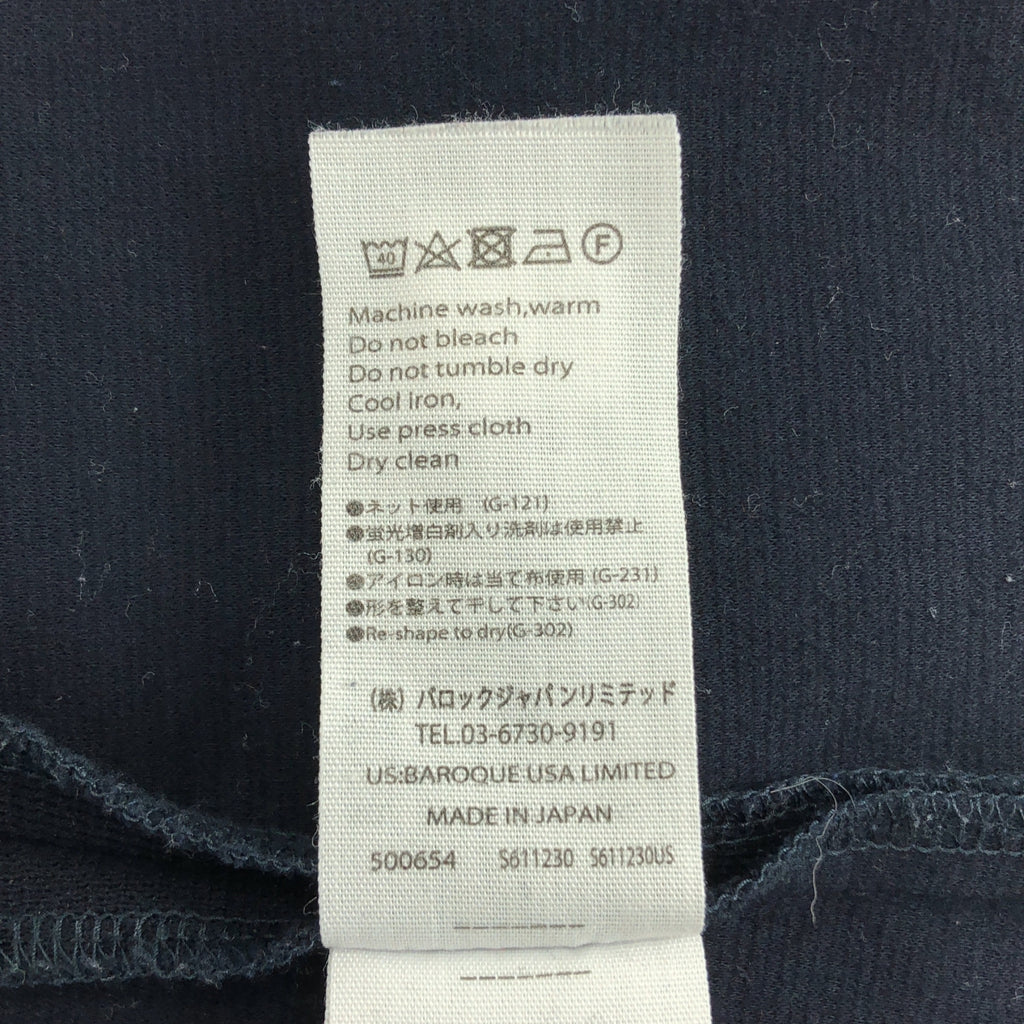 40 F
Machine wash,warm
Do not bleach
Do not tumble dry
Cool iron,
Use press cloth
Dry clean
●ネット使用 (G-121)
●蛍光増白剤入り洗剤は使用禁止
(G-130)
●アイロン時は当て布使用 (G-231)
●形を整えて干して下さい(G-302)
●Re-shape to dry(G-302)
(株) バロックジャパンリミテッド
TEL.03-6730-9191
US:BAROQUE USA LIMITED
MADE IN JAPAN
500654 S611230 S611230US